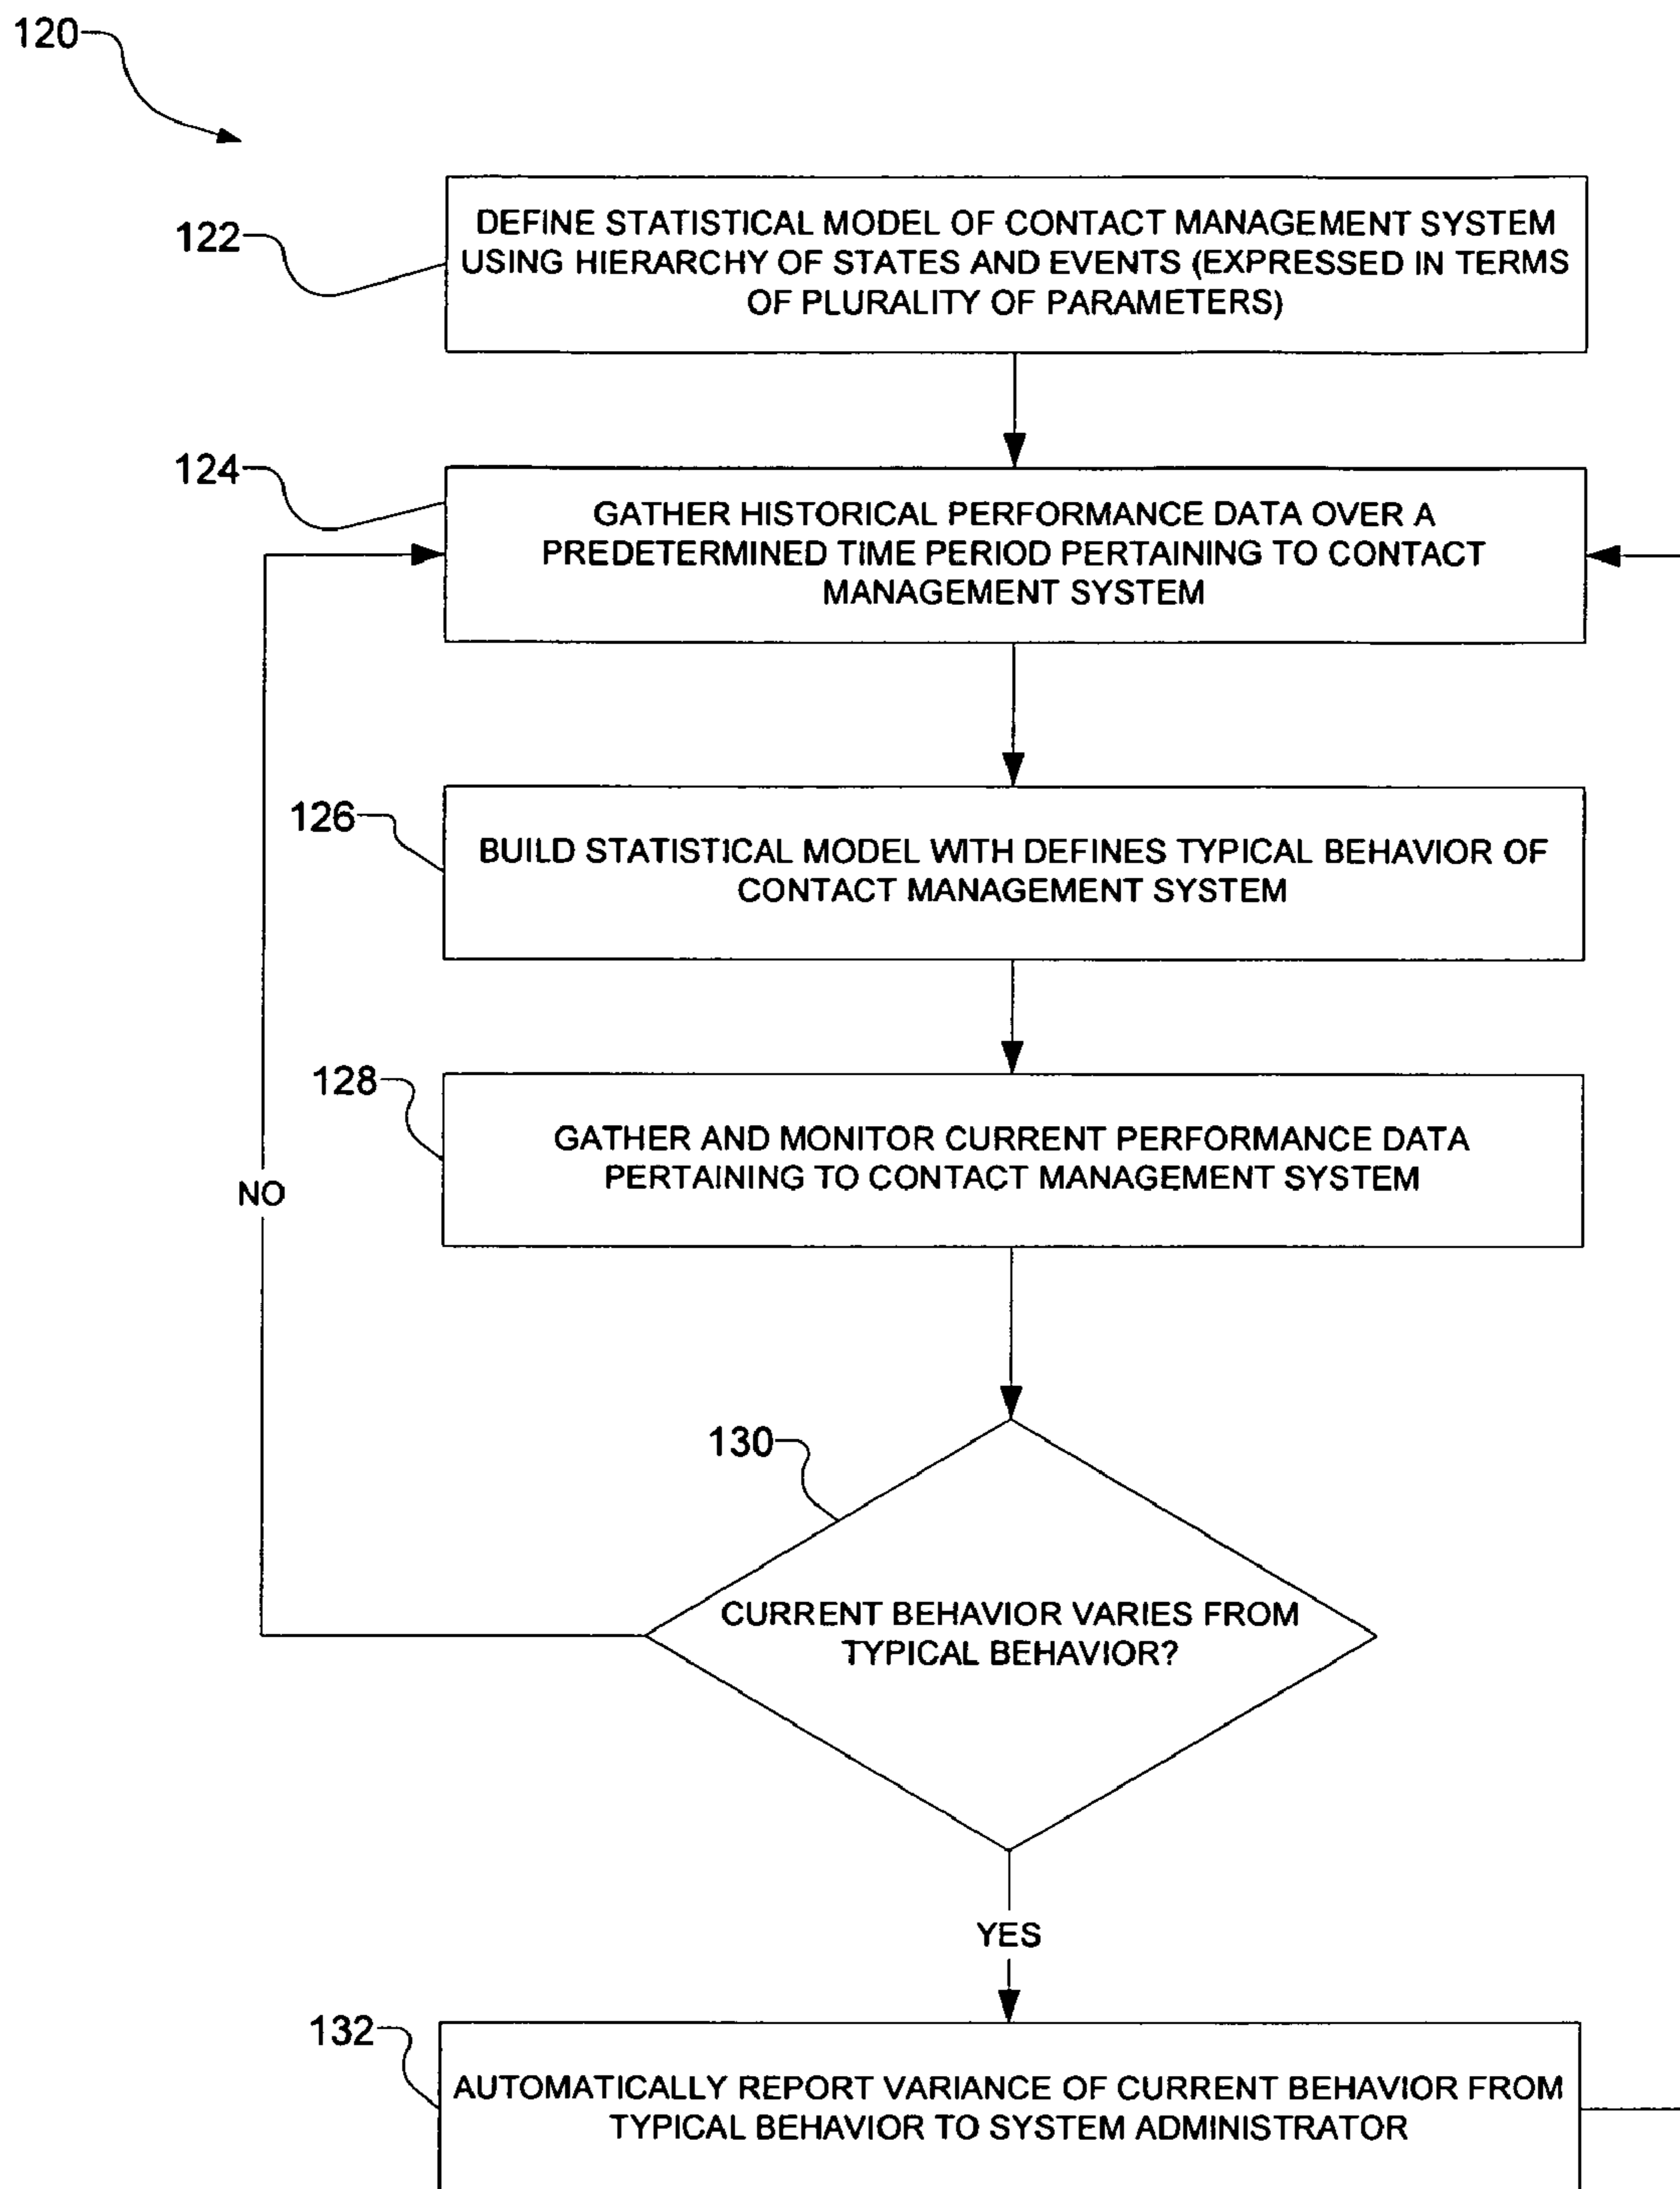 120
122
DEFINE STATISTICAL MODEL OF CONTACT MANAGEMENT SYSTEM
USING HIERARCHY OF STATES AND EVENTS (EXPRESSED IN TERMS
OF PLURALITY OF PARAMETERS)
124
GATHER HISTORICAL PERFORMANCE DATA OVER A
PREDETERMINED TIME PERIOD PERTAINING TO CONTACT
MANAGEMENT SYSTEM
126
BUILD STATISTICAL MODEL WITH DEFINES TYPICAL BEHAVIOR OF
CONTACT MANAGEMENT SYSTEM
128
GATHER AND MONITOR CURRENT PERFORMANCE DATA
PERTAINING TO CONTACT MANAGEMENT SYSTEM
NO
130
CURRENT BEHAVIOR VARIES FROM
TYPICAL BEHAVIOR?
YES
132
AUTOMATICALLY REPORT VARIANCE OF CURRENT BEHAVIOR FROM
TYPICAL BEHAVIOR TO SYSTEM ADMINISTRATOR